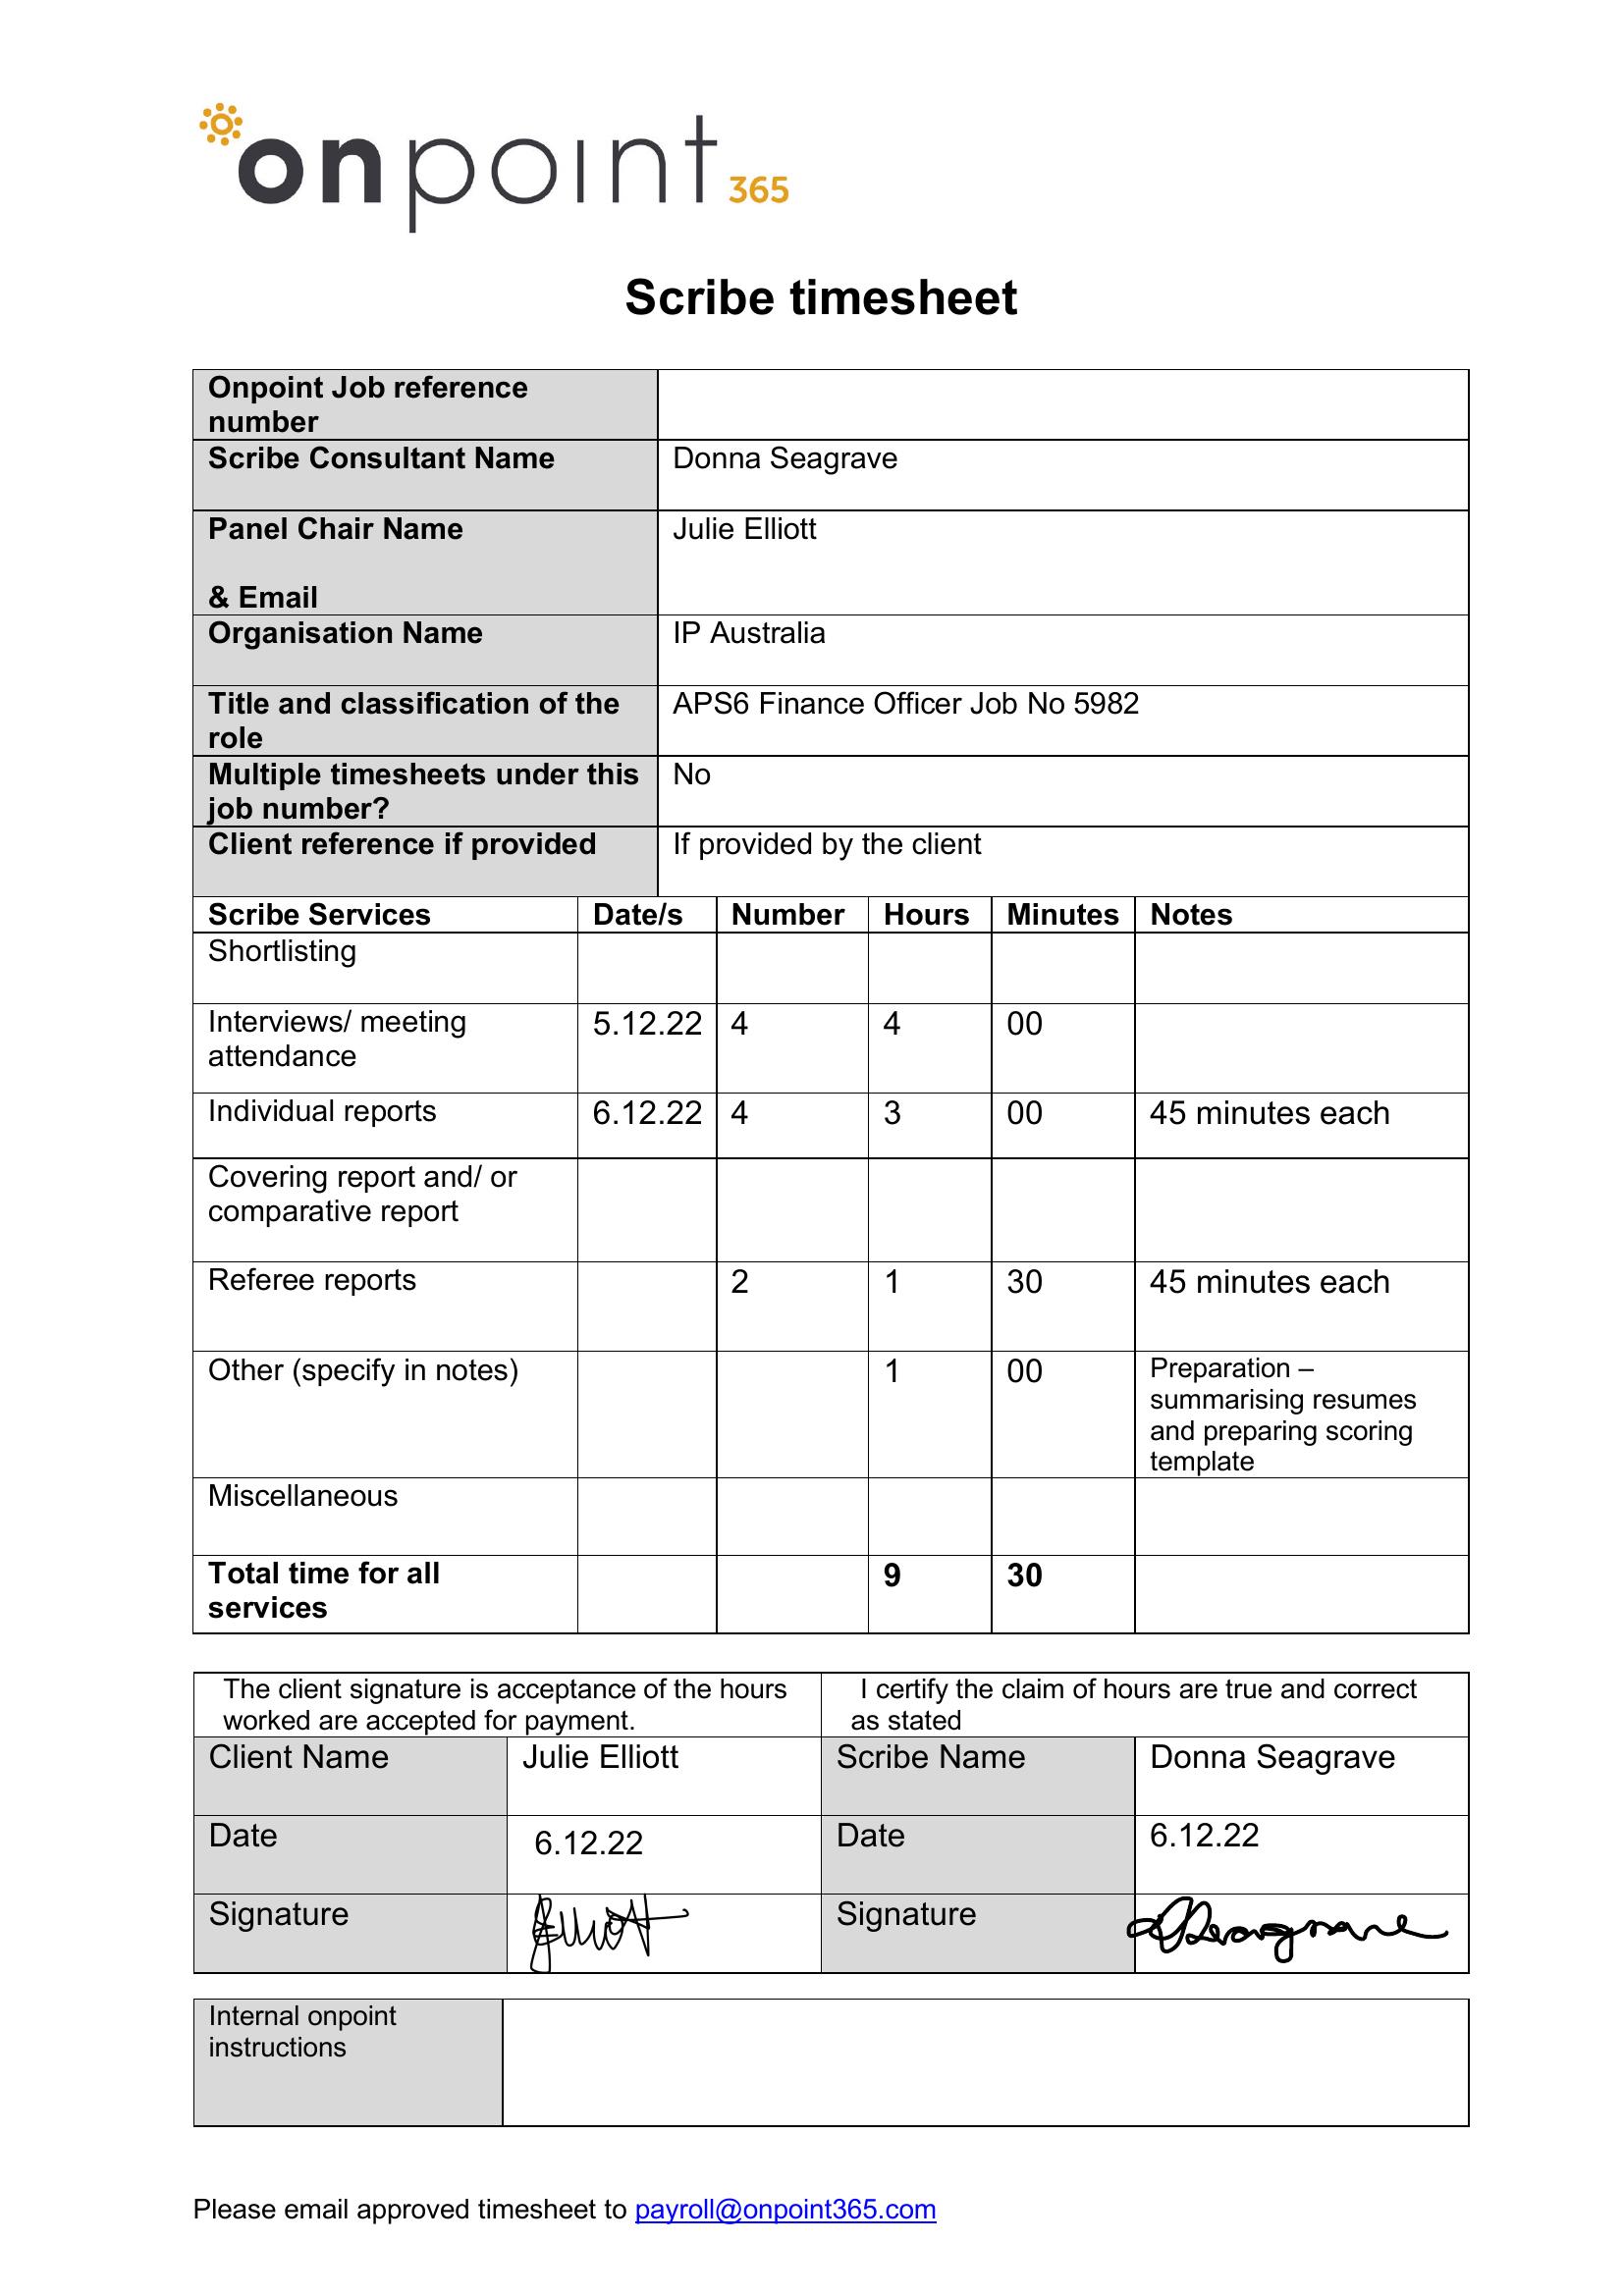 onpoint 365
Scribe timesheet
Onpoint Job reference
number
Scribe Consultant Name Donna Seagrave
Panel Chair Name Julie Elliott
& Email
Organisation Name IP Australia
Title and classification of the APS6 Finance Officer Job No 5982
role
Multiple timesheets under this No
job number?
Client reference if provided If provided by the client
Scribe Services Date/s Number Hours Minutes Notes
Shortlisting
Interviews/ meeting 5.12.22 4 4 00
attendance
Individual reports 6.12.22 4 3 00 45 minutes each
Covering report and/ or
comparative report
Referee reports 2 1 30 45 minutes each
Other (specify in notes) 1 00 Preparation –
summarising resumes
and preparing scoring
template
Miscellaneous
Total time for all 9 30
services
The client signature is acceptance of the hours
worked are accepted for payment.
I certify the claim of hours are true and correct
as stated
Client Name Julie Elliott Scribe Name Donna Seagrave
Date 6.12.22 Date 6.12.22
Signature JElliott Signature DSeagrave
Internal onpoint
instructions
Please email approved timesheet to payroll@onpoint365.com